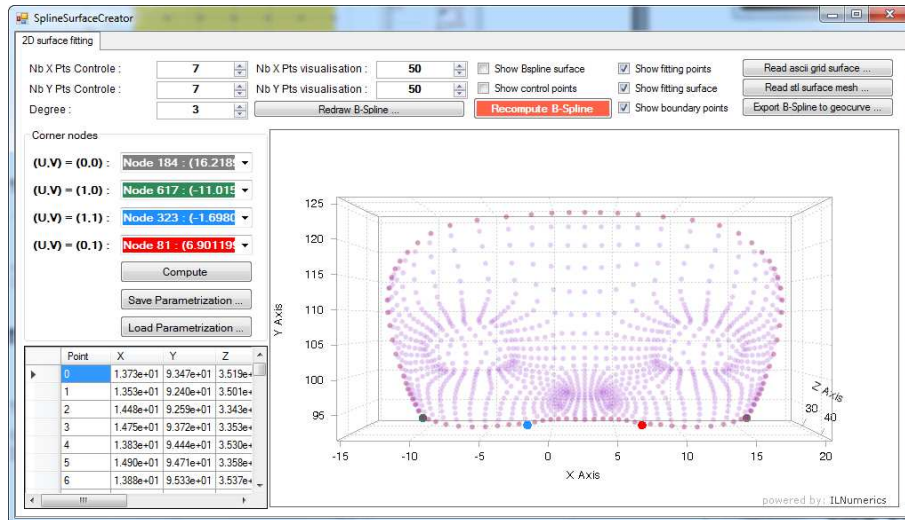 SplineSurfaceCreator
2D surface fitting
Nb X Pts Controle : 7 Nb X Pts visualisation : 50 Show Bspline surface Show fitting points Read ascii grid surface ...
Nb Y Pts Controle : 7 Nb Y Pts visualisation : 50 Show control points Show fitting surface Read stl surface mesh ...
Degree : 3 Redraw B-Spline ... Recompute B-Spline Show boundary points Export B-Spline to geocurve ...
Corner nodes
(U,V) = (0,0) : Node 184 : (16.218
(U,V) = (1,0) : Node 617 : (-11.015
(U,V) = (1,1) : Node 323 : (-1.698
(U,V) = (0,1) : Node 81 : (6.90119
Compute
Save Parametrization ...
Load Parametrization ...
Point X Y Z
0 1.373e+01 9.347e+01 3.519e+
1 1.353e+01 9.240e+01 3.501e+
2 1.448e+01 9.259e+01 3.343e+
3 1.475e+01 9.372e+01 3.353e+
4 1.383e+01 9.444e+01 3.530e+
5 1.490e+01 9.471e+01 3.358e+
6 1.388e+01 9.533e+01 3.537e+
125
120
115
110
105
100
95
Y Axis
Z Axis
30 40
-15 -10 -5 0 5 10 15 20
X Axis
powered by: ILNumerics